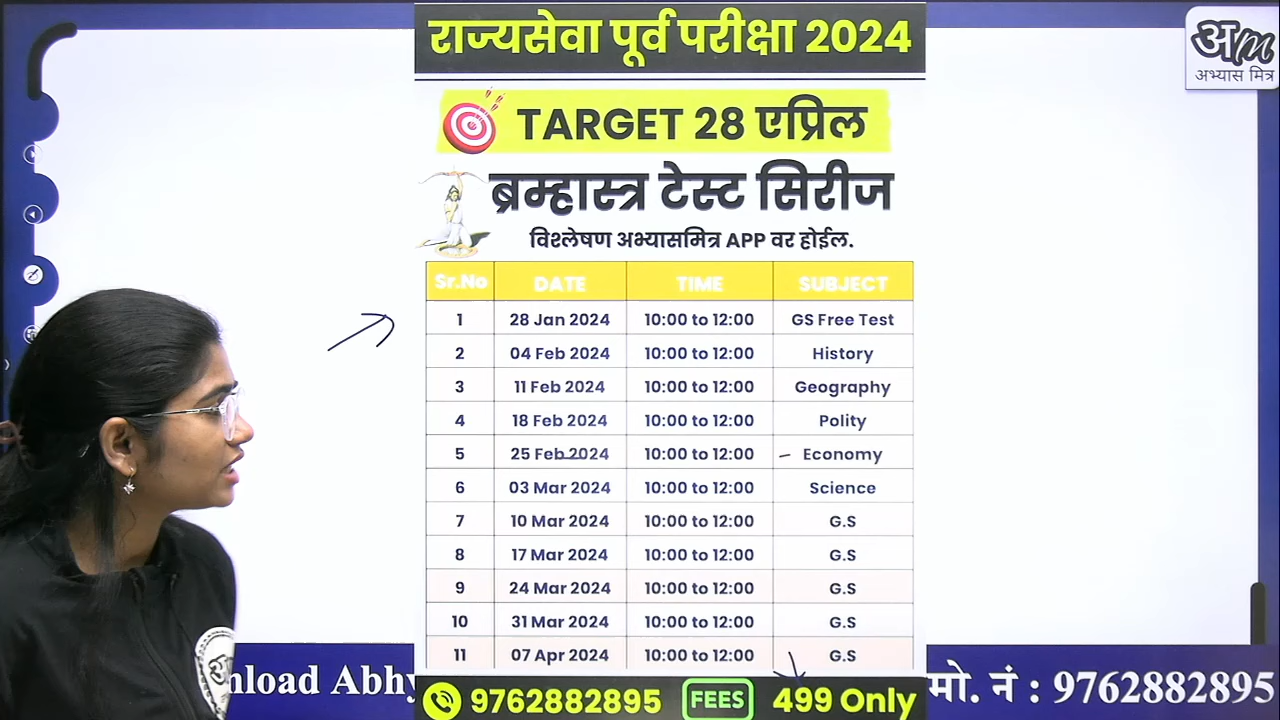 राज्यसेवा पूर्व परीक्षा 2024
अm
अभ्यास मित्र
TARGET 28 एप्रिल
ब्रम्हास्त्र टेस्ट सिरीज
विश्लेषण अभ्यासमित्र APP वर होईल.
Sr.No DATE TIME SUBJECT
1 28 Jan 2024 10:00 to 12:00 GS Free Test
2 04 Feb 2024 10:00 to 12:00 History
3 11 Feb 2024 10:00 to 12:00 Geography
4 18 Feb 2024 10:00 to 12:00 Polity
5 25 Feb 2024 10:00 to 12:00 Economy
6 03 Mar 2024 10:00 to 12:00 Science
7 10 Mar 2024 10:00 to 12:00 G.S
8 17 Mar 2024 10:00 to 12:00 G.S
9 24 Mar 2024 10:00 to 12:00 G.S
10 31 Mar 2024 10:00 to 12:00 G.S
11 07 Apr 2024 10:00 to 12:00 G.S
9762882895 FEES 499 Only
nload Abhy
मो. नं : 9762882895